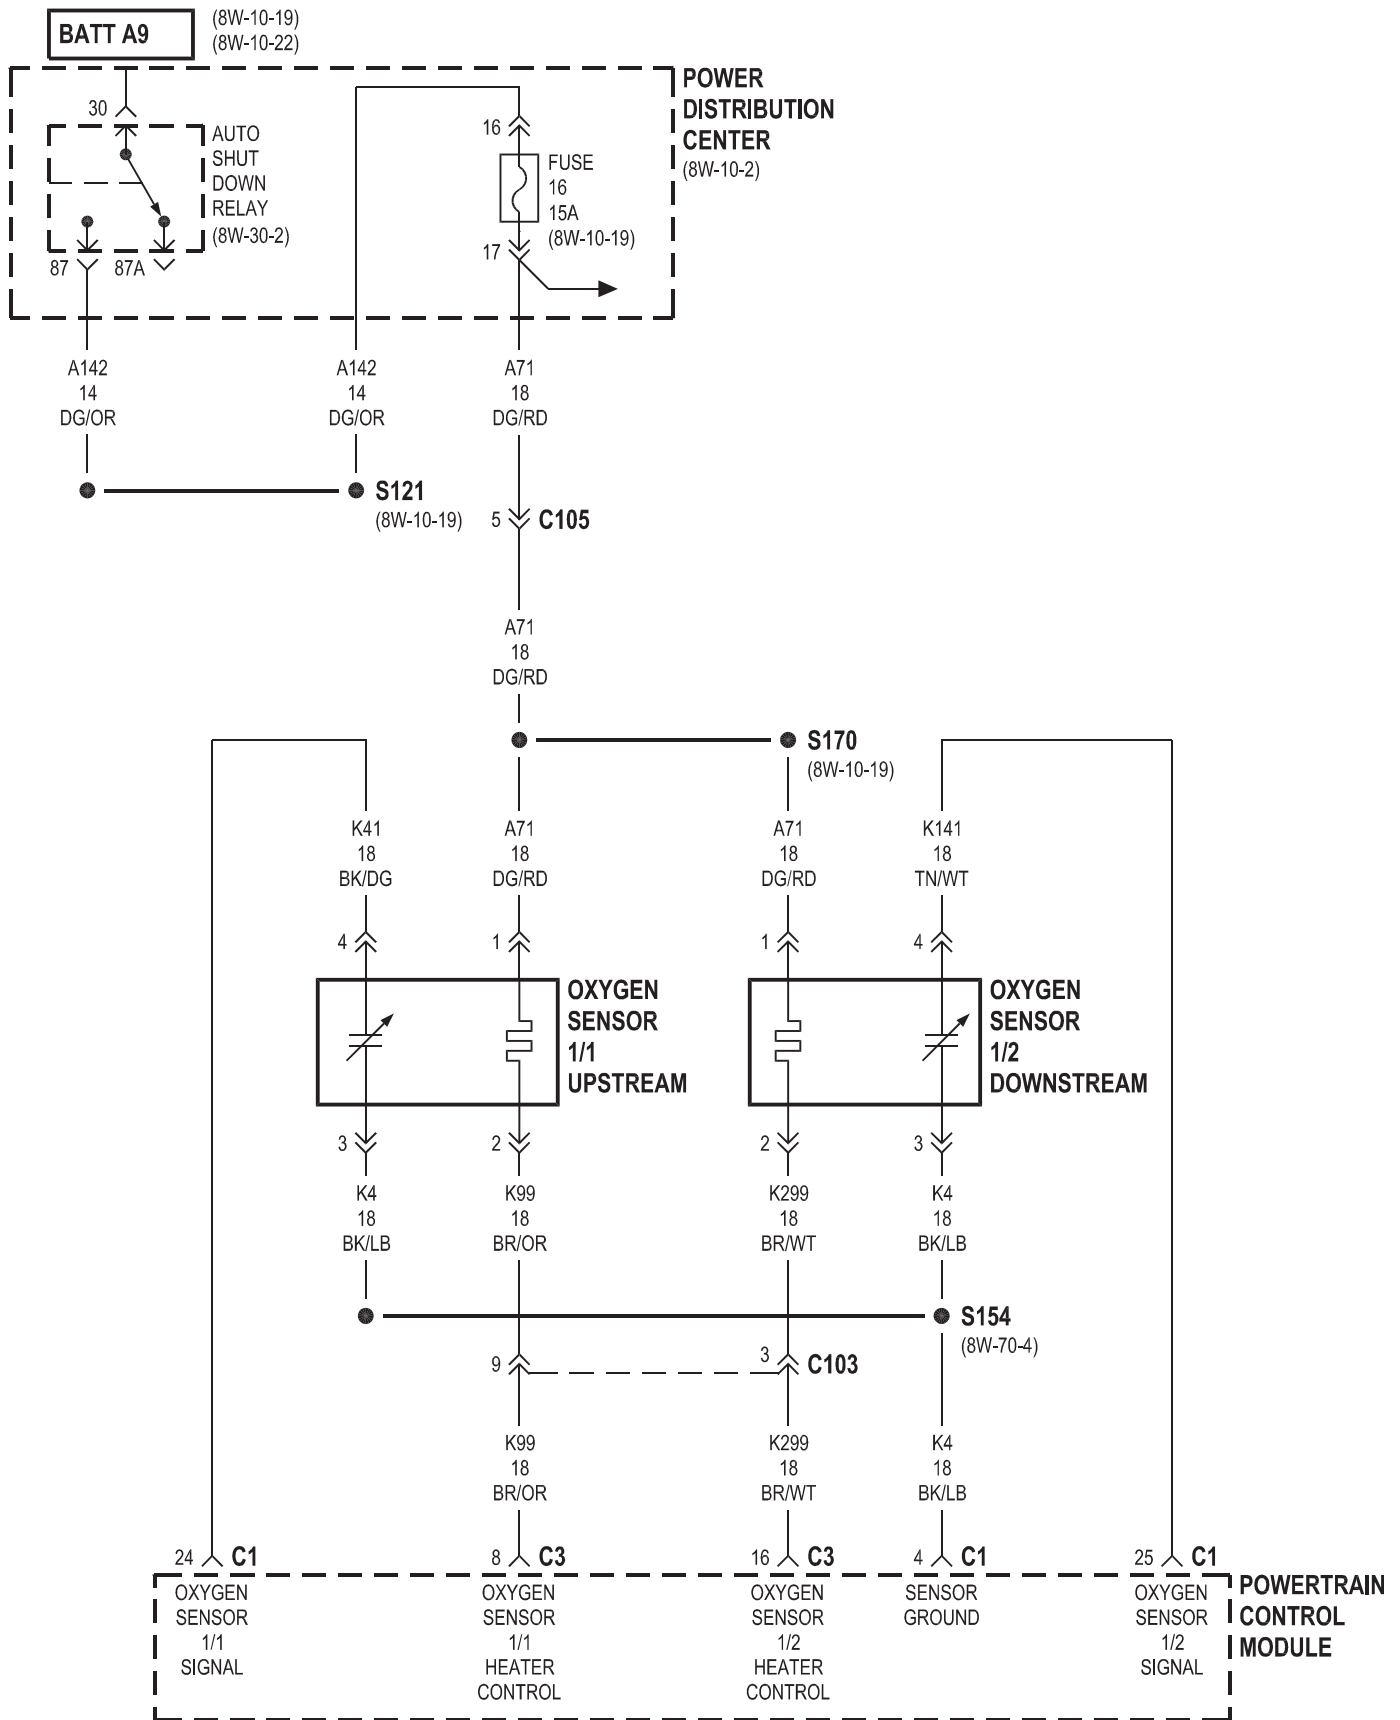 BATT A9
(8W-10-19)
(8W-10-22)
POWER
DISTRIBUTION
CENTER
(8W-10-2)
30
AUTO
SHUT
DOWN
RELAY
(8W-30-2)
87
87A
16
FUSE
16
15A
(8W-10-19)
17
A142
14
DG/OR
A142
14
DG/OR
A71
18
DG/RD
S121
(8W-10-19)
5
C105
A71
18
DG/RD
S170
(8W-10-19)
K41
18
BK/DG
A71
18
DG/RD
A71
18
DG/RD
K141
18
TN/WT
4
1
1
4
OXYGEN
SENSOR
1/1
UPSTREAM
OXYGEN
SENSOR
1/2
DOWNSTREAM
3
2
2
3
K4
18
BK/LB
K99
18
BR/OR
K299
18
BR/WT
K4
18
BK/LB
S154
(8W-70-4)
9
3
C103
K99
18
BR/OR
K299
18
BR/WT
K4
18
BK/LB
24
C1
8
C3
16
C3
4
C1
25
C1
OXYGEN
SENSOR
1/1
SIGNAL
OXYGEN
SENSOR
1/1
HEATER
CONTROL
OXYGEN
SENSOR
1/2
HEATER
CONTROL
SENSOR
GROUND
OXYGEN
SENSOR
1/2
SIGNAL
POWERTRAIN
CONTROL
MODULE